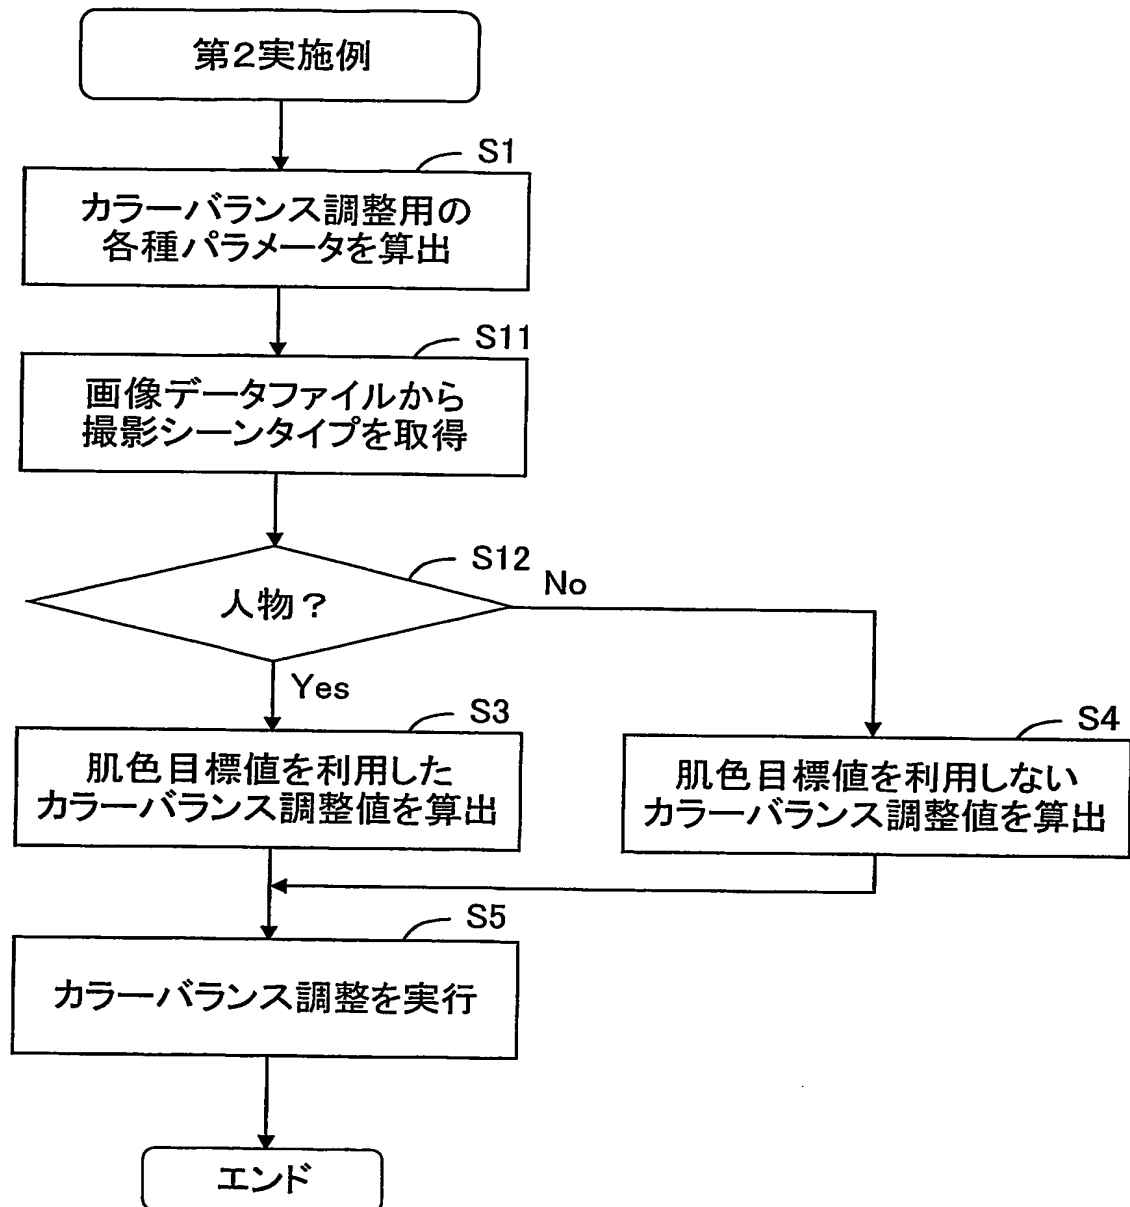 第2実施例
S1
カラーバランス調整用の
各種パラメータを算出
S11
画像データファイルから
撮影シーンタイプを取得
S12
人物？
No
Yes
S3
肌色目標値を利用した
カラーバランス調整値を算出
S4
肌色目標値を利用しない
カラーバランス調整値を算出
S5
カラーバランス調整を実行
エンド